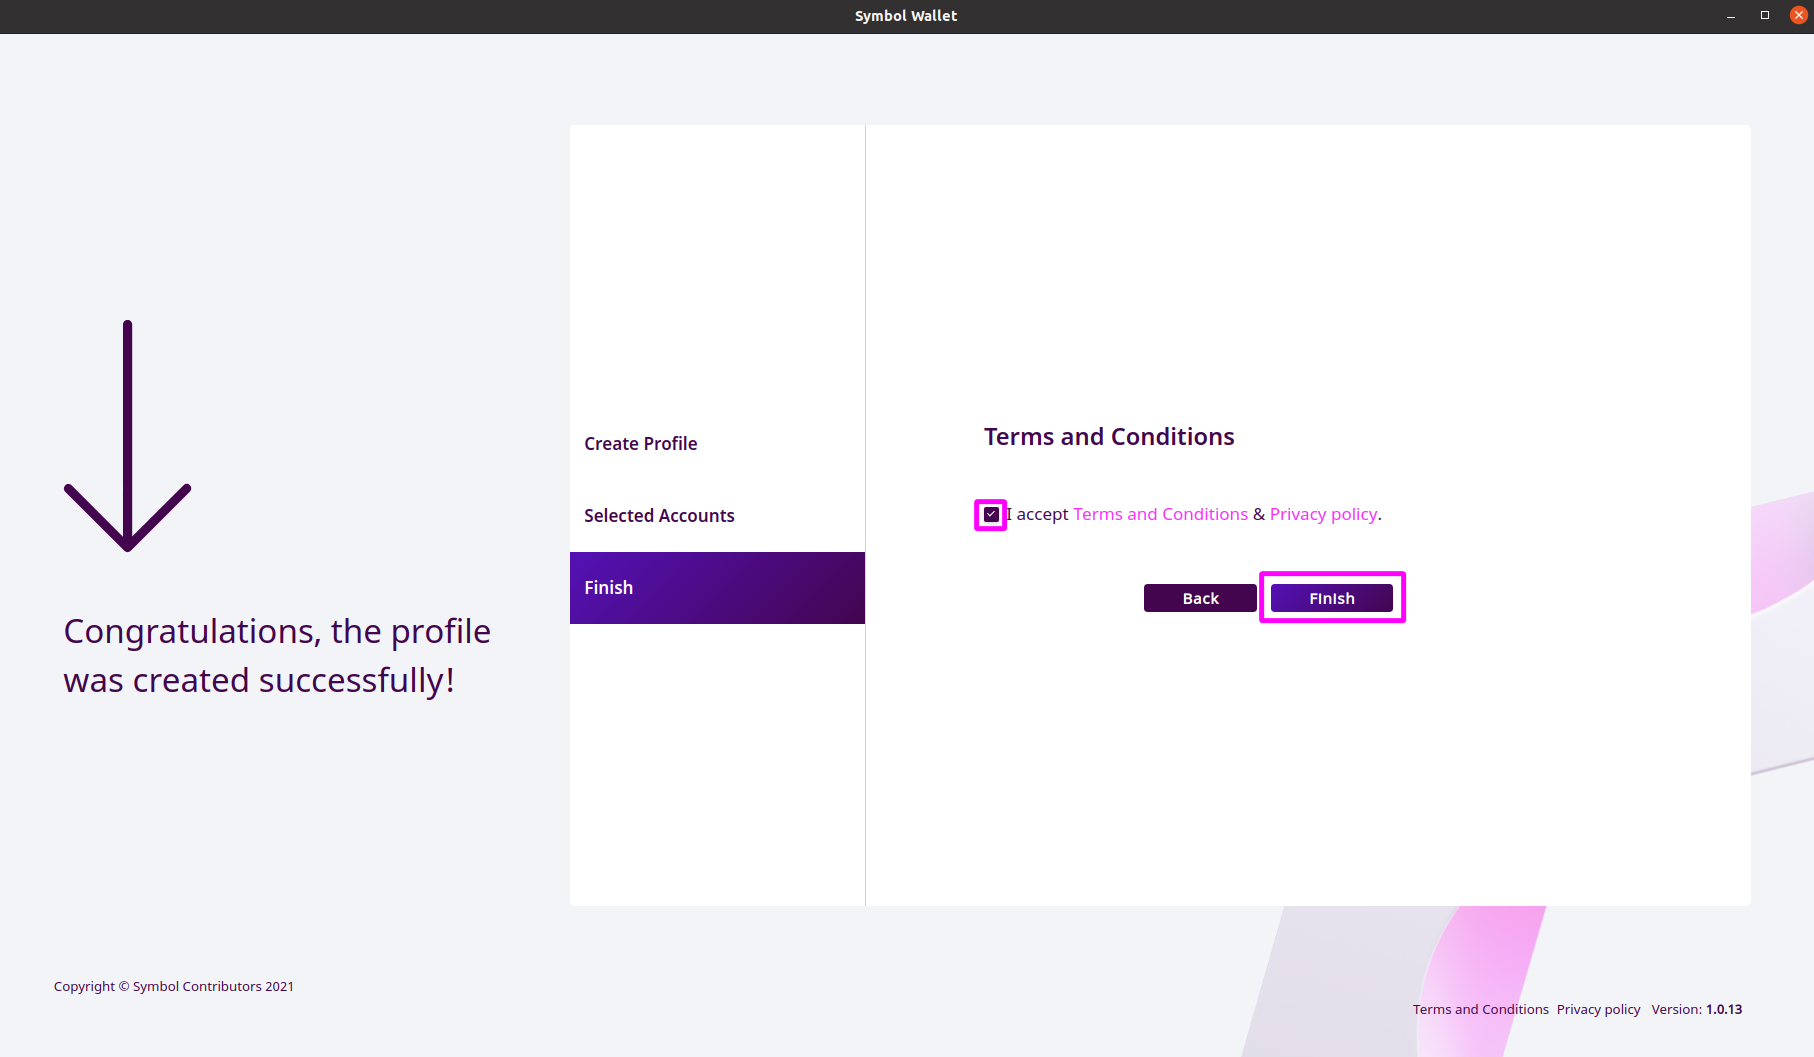 Symbol Wallet
Create Profile
Selected Accounts
Finish
Congratulations, the profile
was created successfully!
Terms and Conditions
I accept Terms and Conditions & Privacy policy.
Back
Finish
Copyright © Symbol Contributors 2021
Terms and Conditions Privacy policy Version: 1.0.13